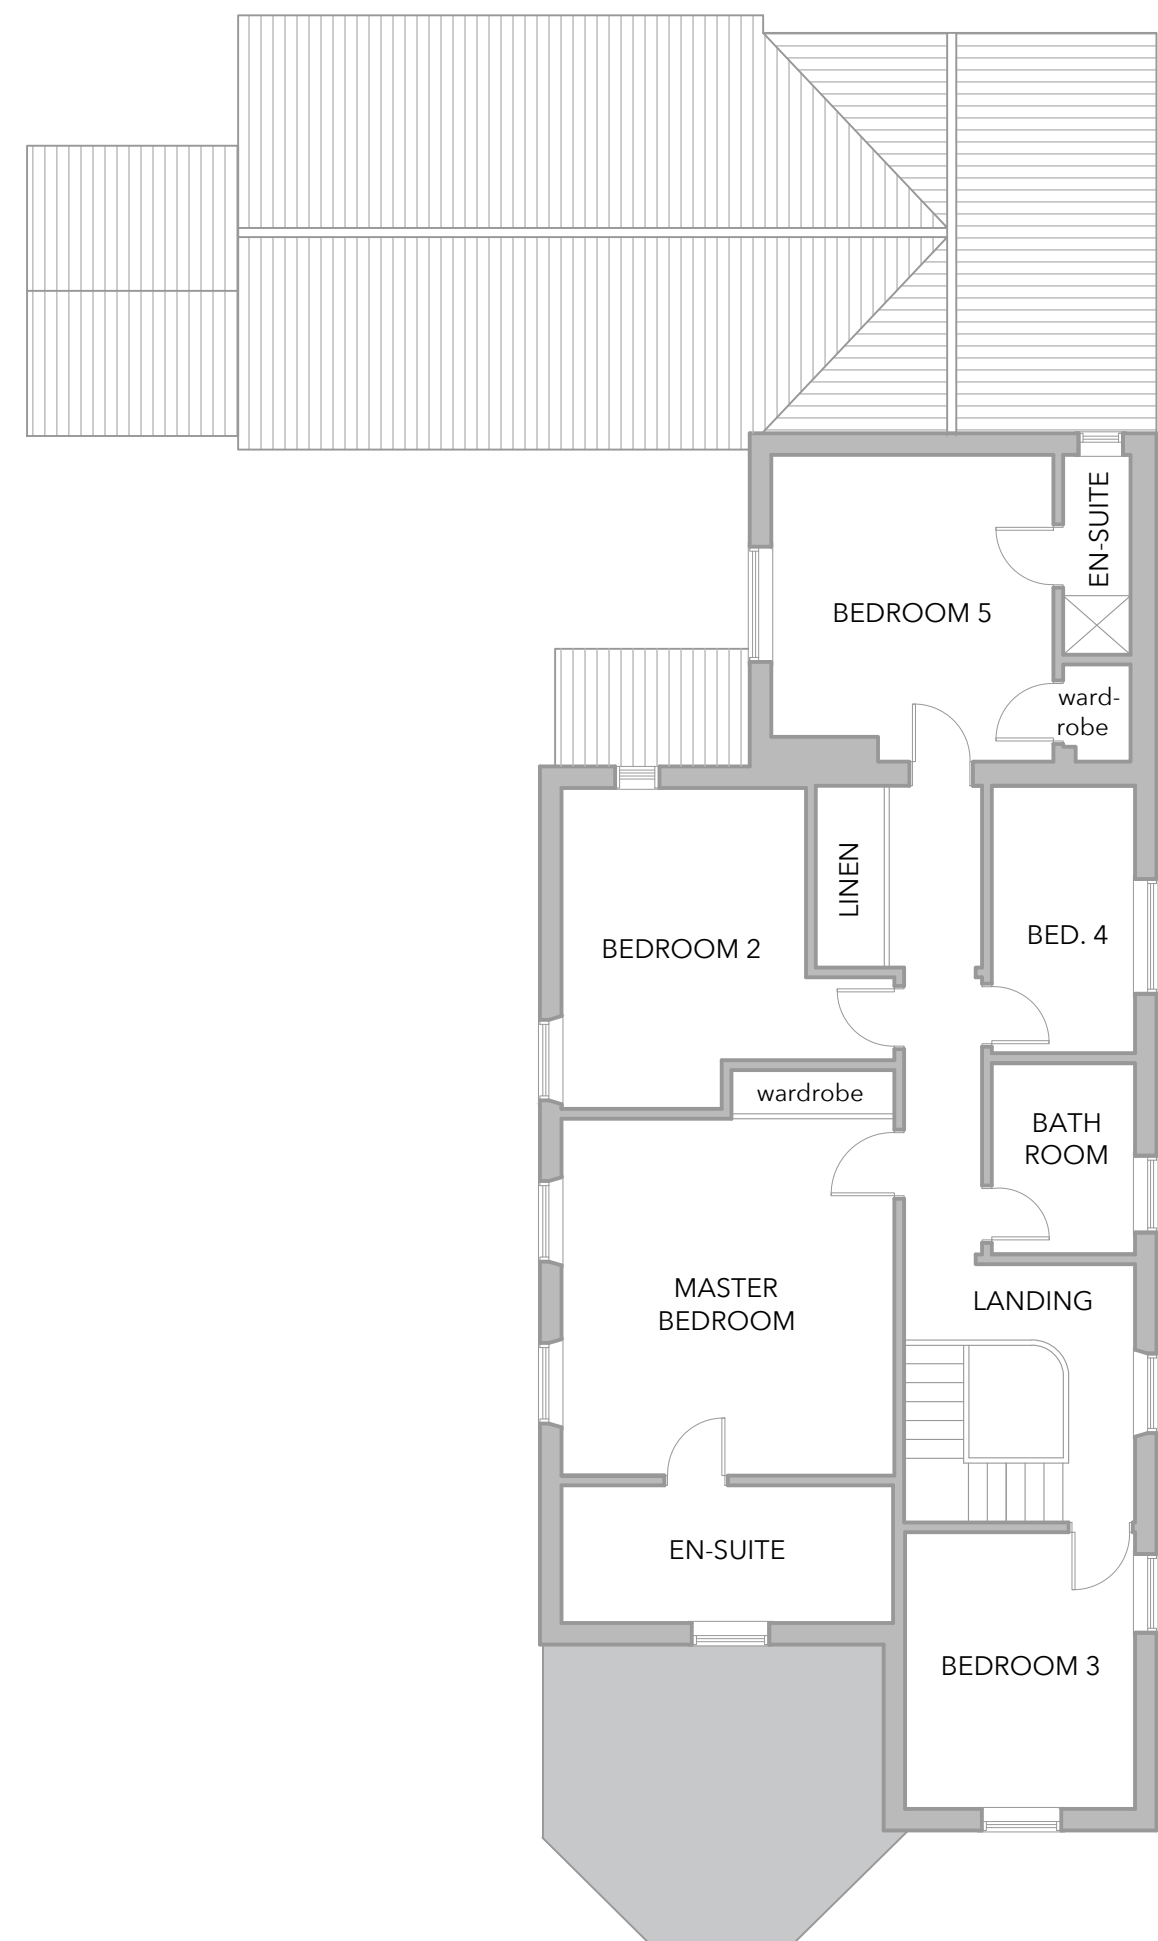 EN-SUITE
BEDROOM 5
ward-
robe
LINEN
BED. 4
BEDROOM 2
wardrobe
BATH
ROOM
MASTER
BEDROOM
LANDING
EN-SUITE
BEDROOM 3